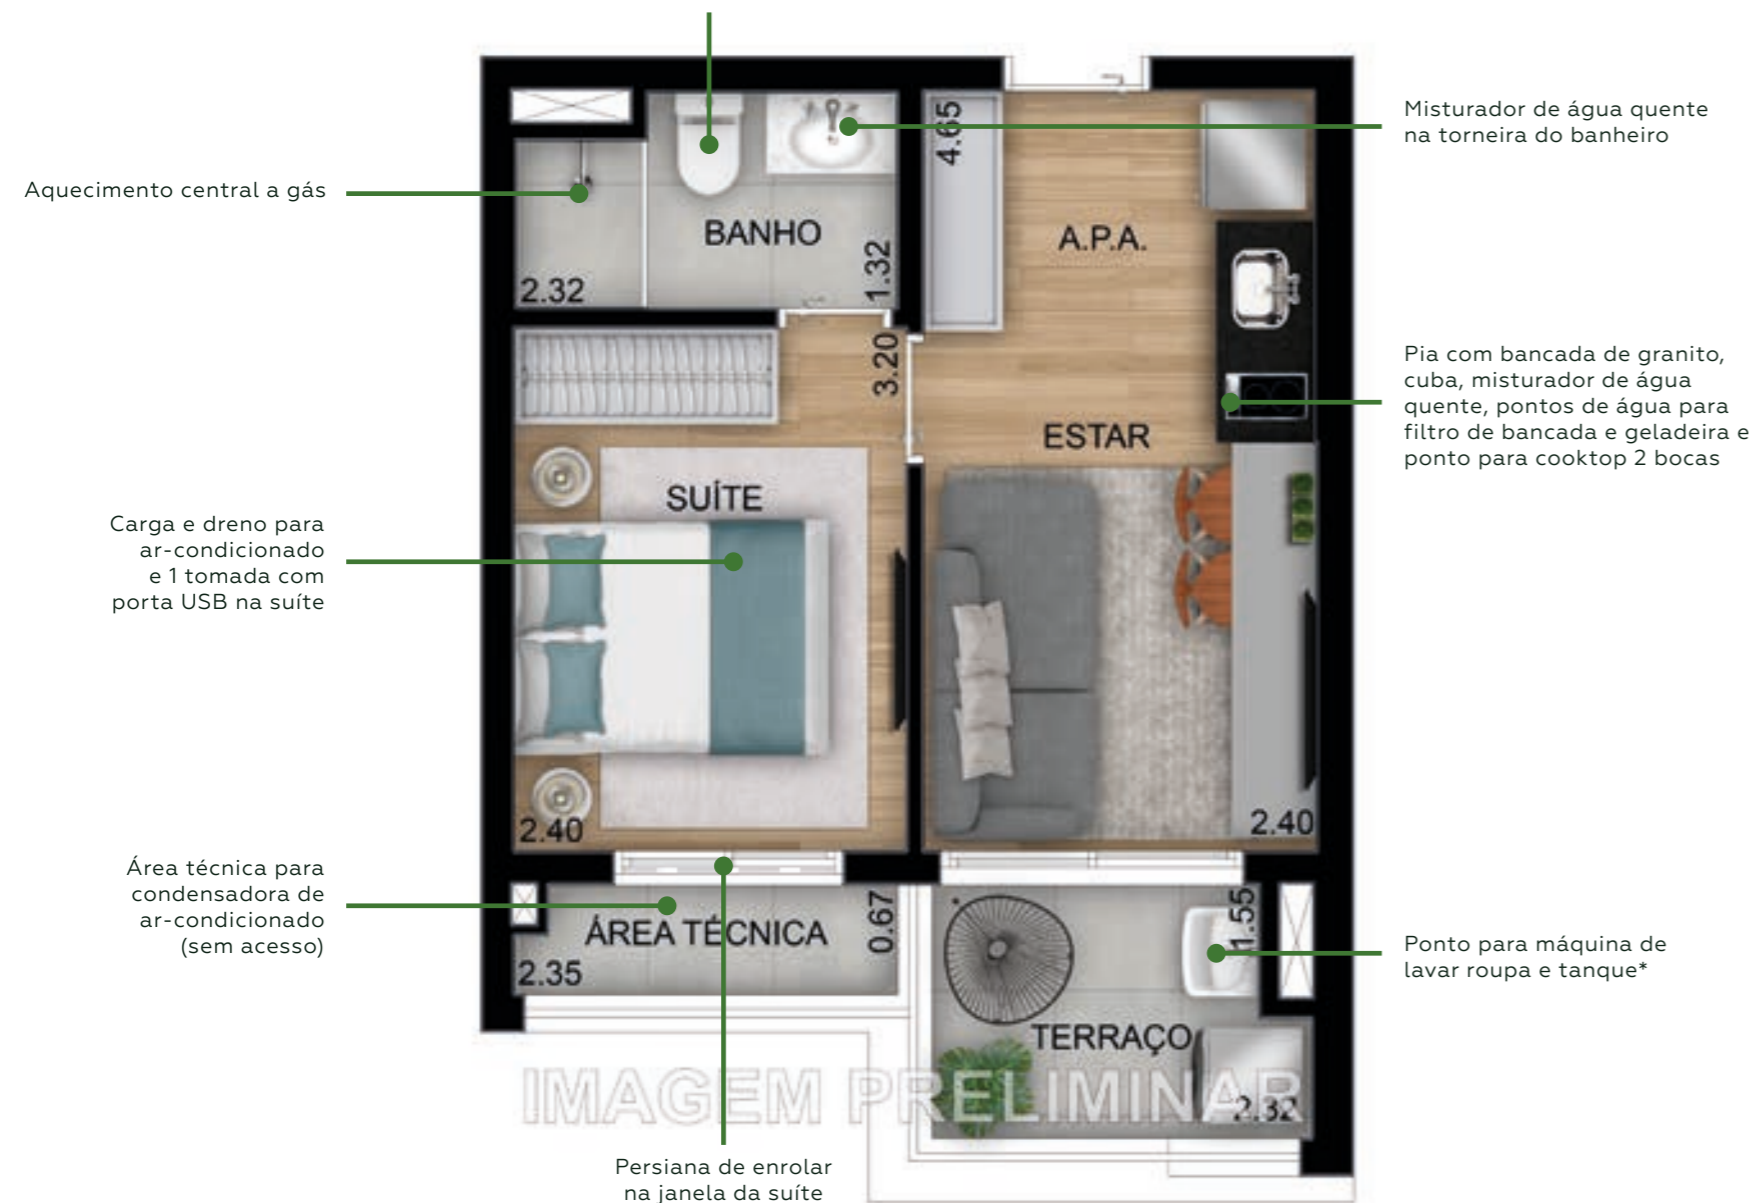 Misturador de água quente
na torneira do banheiro
Aquecimento central a gás
4.65
BANHO
A.P.A.
2.32
1.32
3.20
Pia com bancada de granito,
cuba, misturador de água
quente, pontos de água para
filtro de bancada e geladeira e
ponto para cooktop 2 bocas
ESTAR
SUÍTE
Carga e dreno para
ar-condicionado
e 1 tomada com
porta USB na suíte
2.40
2.40
Área técnica para
condensadora de
ar-condicionado
(sem acesso)
ÁREA TÉCNICA
0.67
2.35
1.55
Ponto para máquina de
lavar roupa e tanque*
TERRAÇO
IMAGEM PRELIMINAR
2.32
Persiana de enrolar
na janela da suíte